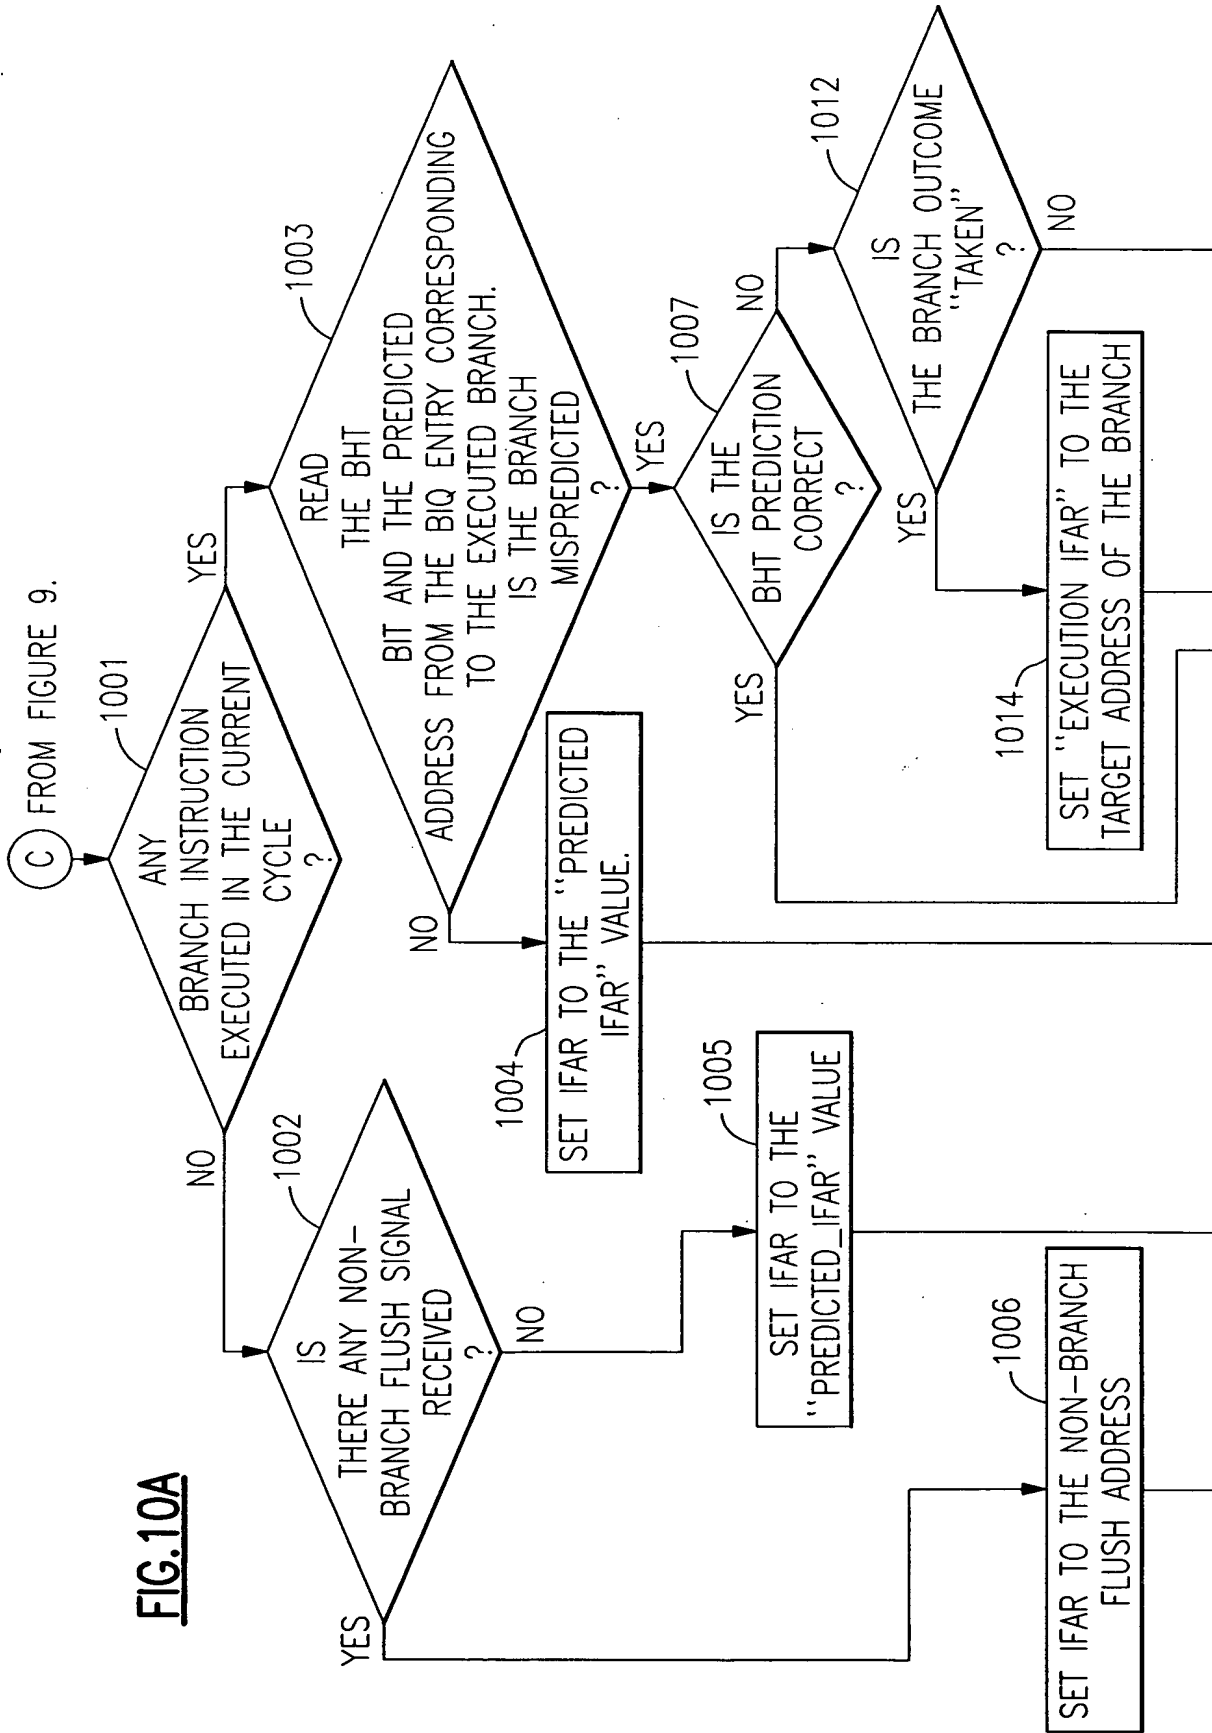 FIG.10A
C FROM FIGURE 9.
1001
ANY
BRANCH INSTRUCTION
EXECUTED IN THE CURRENT
CYCLE
?
NO
YES
1002
IS
THERE ANY NON-
BRANCH FLUSH SIGNAL
RECEIVED
?
YES
NO
1003
READ
THE BHT
BIT AND THE PREDICTED
ADDRESS FROM THE BIQ ENTRY CORRESPONDING
TO THE EXECUTED BRANCH.
IS THE BRANCH
MISPREDICTED
?
NO
YES
1004
SET IFAR TO THE "PREDICTED
IFAR" VALUE.
1005
SET IFAR TO THE
"PREDICTED_IFAR" VALUE
1006
SET IFAR TO THE NON-BRANCH
FLUSH ADDRESS
1007
IS THE
BHT PREDICTION
CORRECT
?
YES
NO
1012
IS
THE BRANCH OUTCOME
"TAKEN"
?
YES
NO
1014
SET "EXECUTION IFAR" TO THE
TARGET ADDRESS OF THE BRANCH